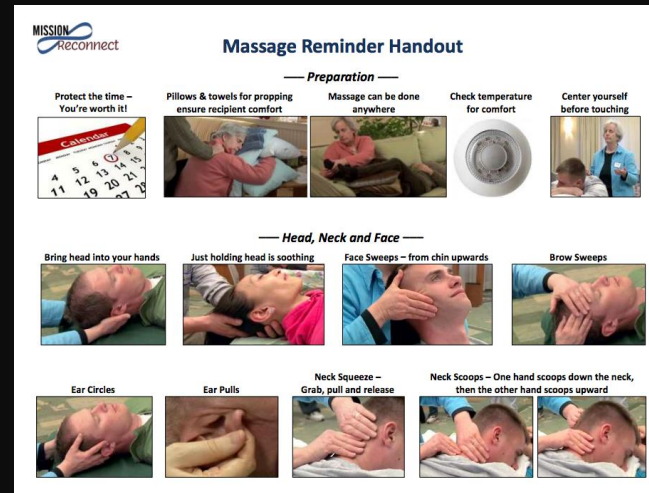 MISSION
Reconnect
Massage Reminder Handout
Preparation
Protect the time –
You're worth it!
Pillows & towels for propping
ensure recipient comfort
Massage can be done
anywhere
Check temperature
for comfort
Center yourself
before touching
Calendar
4 5 6 7 8 9
11 12 13 14 15
19 20 21
Head, Neck and Face
Bring head into your hands
Just holding head is soothing
Face Sweeps – from chin upwards
Brow Sweeps
Ear Circles
Ear Pulls
Neck Squeeze –
Grab, pull and release
Neck Scoops – One hand scoops down the neck,
then the other hand scoops upward